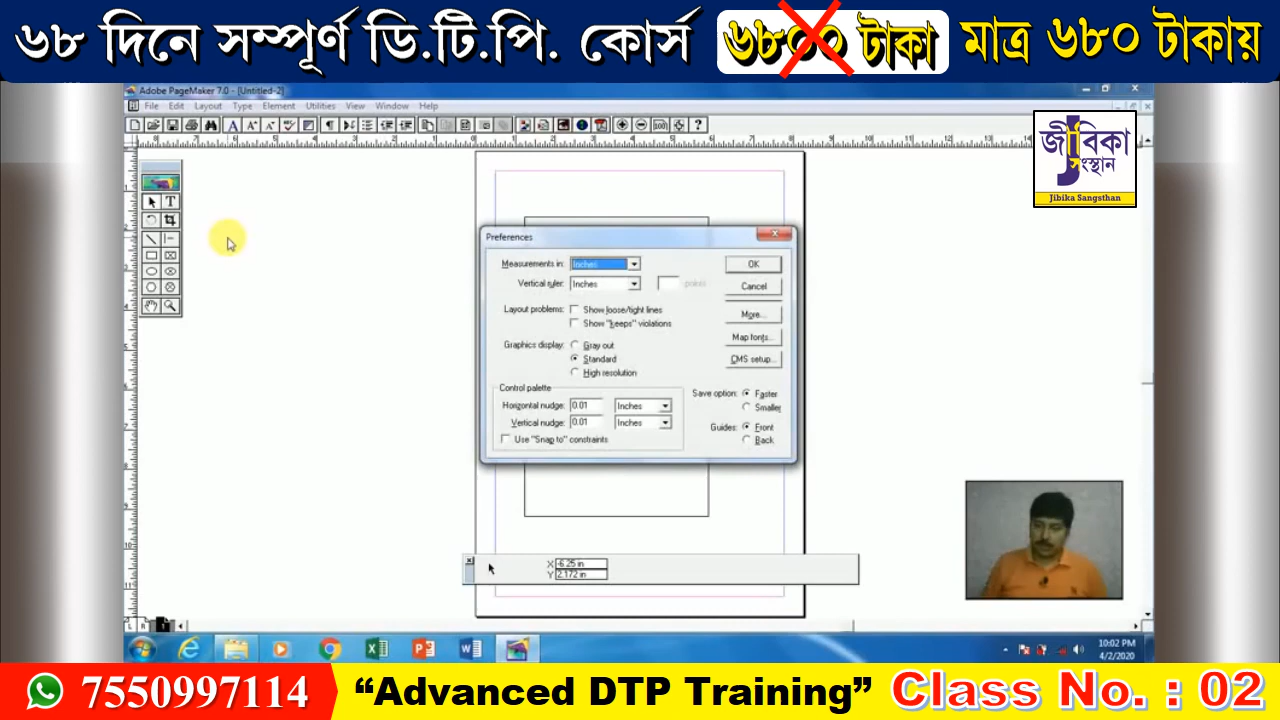 ৬৮ দিনে সম্পূর্ণ ডি.টি.পি. কোর্স ৬৮০০ টাকা মাত্র ৬৮০ টাকায়
Adobe PageMaker 7.0 - [Untitled-2]
File Edit Layout Type Element Utilities View Window Help
জীবিকা
সংস্থান
Jibika Sangsthan
Preferences
Measurements in: Inches OK
Vertical ruler: Inches points Cancel
Layout problems: Show loose/tight lines More...
Show "keeps" violations
Map fonts...
Graphics display: Gray out
Standard CMS setup...
High resolution
Control palette
Horizontal nudge: 0.01 Inches
Vertical nudge: 0.01 Inches
Use "Snap to" constraints
Save option: Faster
Smaller
Guides: Front
Back
X -6.25 in
Y 2.172 in
L R 1
10:02 PM
4/2/2020
7550997114 “Advanced DTP Training” Class No. : 02